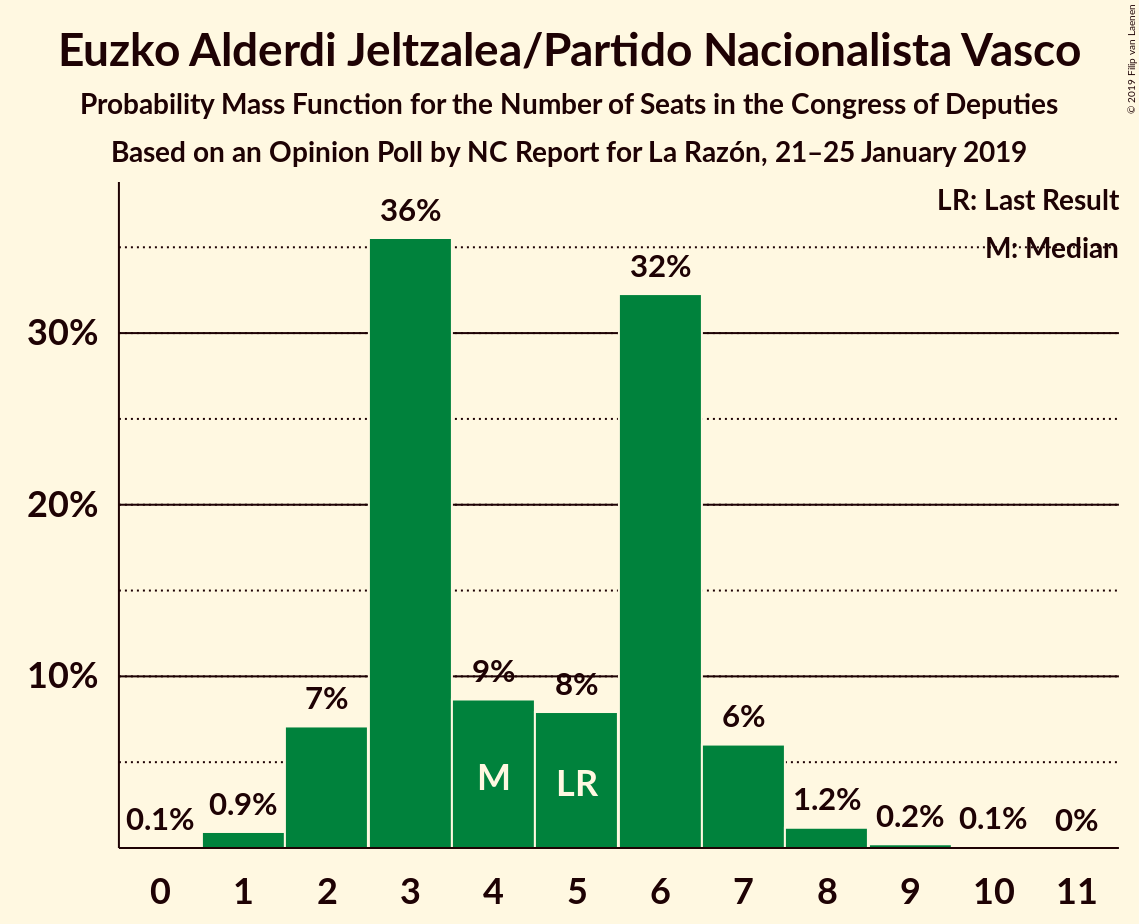 Euzko Alderdi Jeltzalea/Partido Nacionalista Vasco
Probability Mass Function for the Number of Seats in the Congress of Deputies
Based on an Opinion Poll by NC Report for La Razón, 21–25 January 2019
© 2019 Filip van Laenen
LR: Last Result
M: Median
36%
32%
30%
20%
10%
9%
8%
7%
6%
M
LR
1.2%
0.9%
0.1%
0.2%
0.1%
0%
0 1 2 3 4 5 6 7 8 9 10 11